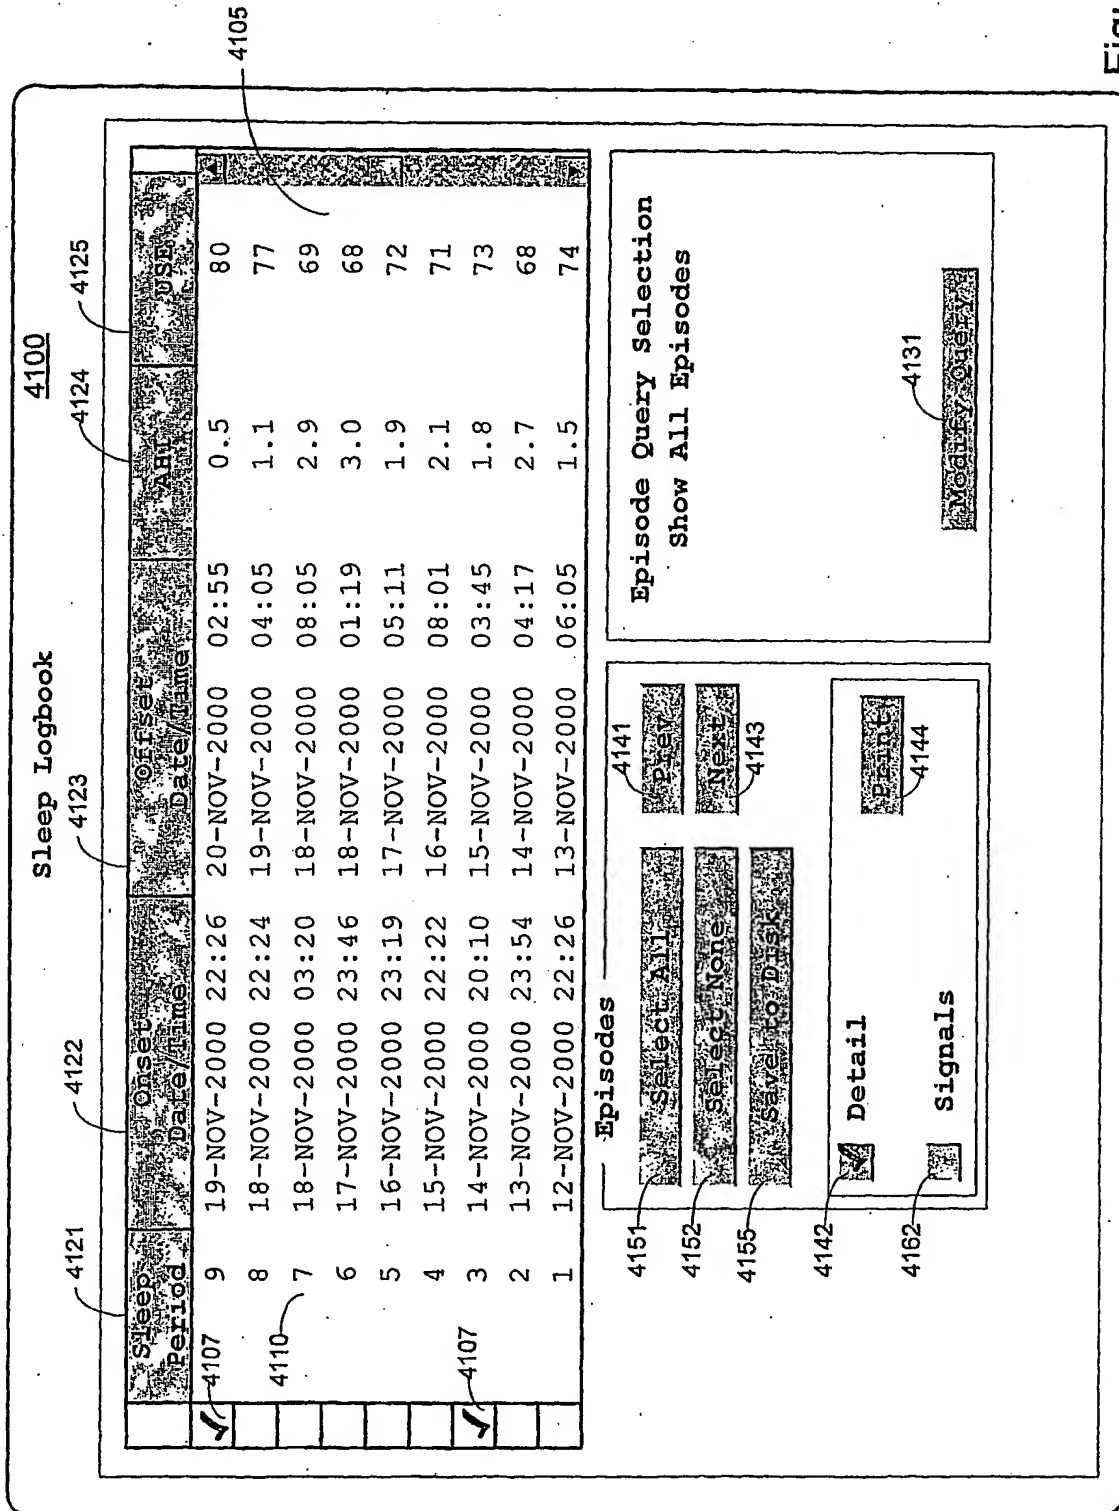 4100
Sleep Logbook
4121
4122
4123
4124
4125
Sleep Period
Onset Date/Time
Offset Date/Time
AHI
USE
4107
9 19-NOV-2000 22:26 20-NOV-2000 02:55 0.5 80
8 18-NOV-2000 22:24 19-NOV-2000 04:05 1.1 77
4105
4110
7 18-NOV-2000 03:20 18-NOV-2000 08:05 2.9 69
6 17-NOV-2000 23:46 18-NOV-2000 01:19 3.0 68
5 16-NOV-2000 23:19 17-NOV-2000 05:11 1.9 72
4 15-NOV-2000 22:22 16-NOV-2000 08:01 2.1 71
4107
3 14-NOV-2000 20:10 15-NOV-2000 03:45 1.8 73
2 13-NOV-2000 23:54 14-NOV-2000 04:17 2.7 68
1 12-NOV-2000 22:26 13-NOV-2000 06:05 1.5 74
Episodes
4151
Select All
4141
Prev
4152
Select None
Next
4143
4155
Save to Disk
4142
Detail
Print
4144
4162
Signals
Episode Query Selection
Show All Episodes
4131
Modify Query